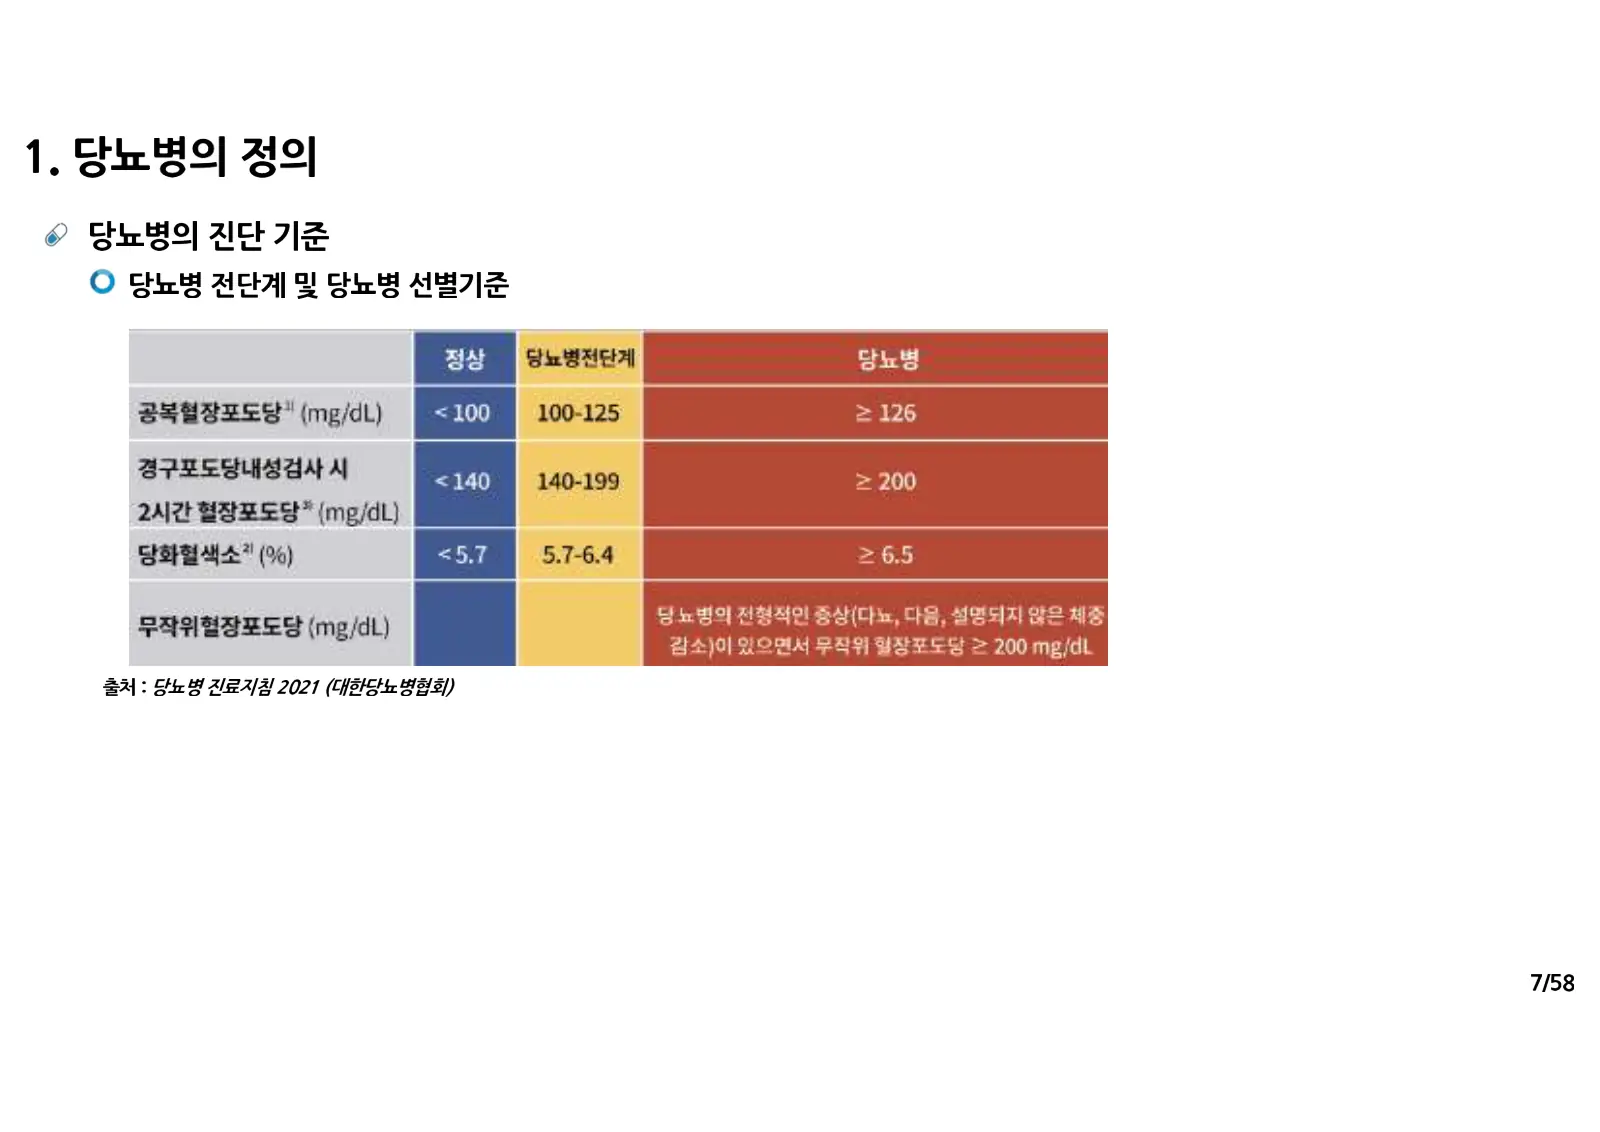 1. 당뇨병의 정의
당뇨병의 진단 기준
당뇨병 전단계 및 당뇨병 선별기준
정상 당뇨병전단계 당뇨병
공복혈장포도당1) (mg/dL) < 100 100-125 ≥ 126
경구포도당내성검사 시
2시간 혈장포도당3) (mg/dL) < 140 140-199 ≥ 200
당화혈색소2) (%) < 5.7 5.7-6.4 ≥ 6.5
무작위혈장포도당 (mg/dL)
당뇨병의 전형적인 증상(다뇨, 다음, 설명되지 않은 체중
감소)이 있으면서 무작위 혈장포도당 ≥ 200 mg/dL
출처 : 당뇨병 진료지침 2021 (대한당뇨병협회)
7/58